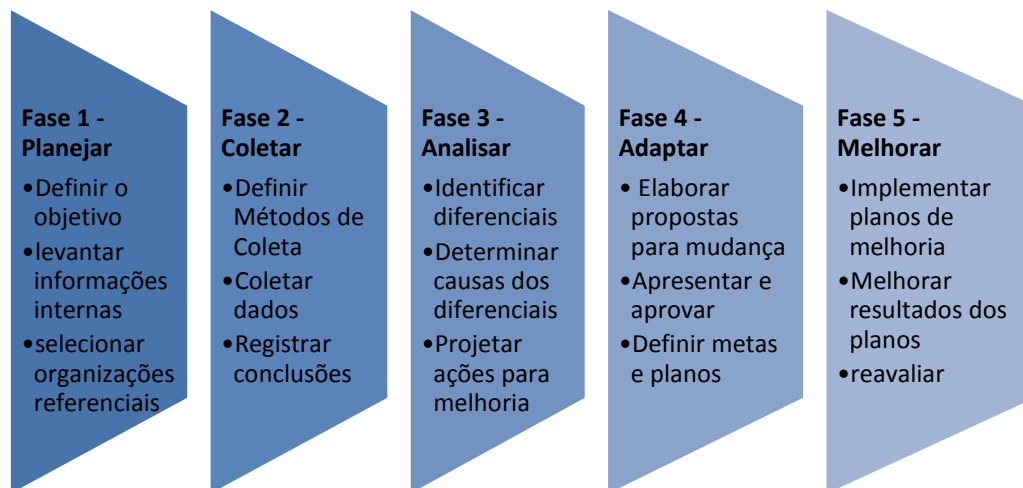 Fase 1 -
Planejar
•Definir o
objetivo
•levantar
informações
internas
•selecionar
organizações
referenciais
Fase 2 -
Coletar
•Definir
Métodos de
Coleta
•Coletar
dados
•Registrar
conclusões
Fase 3 -
Analisar
•Identificar
diferenciais
•Determinar
causas dos
diferenciais
•Projetar
ações para
melhoria
Fase 4 -
Adaptar
• Elaborar
propostas
para mudança
•Apresentar e
aprovar
•Definir metas
e planos
Fase 5 -
Melhorar
•Implementar
planos de
melhoria
•Melhorar
resultados dos
planos
•reavaliar